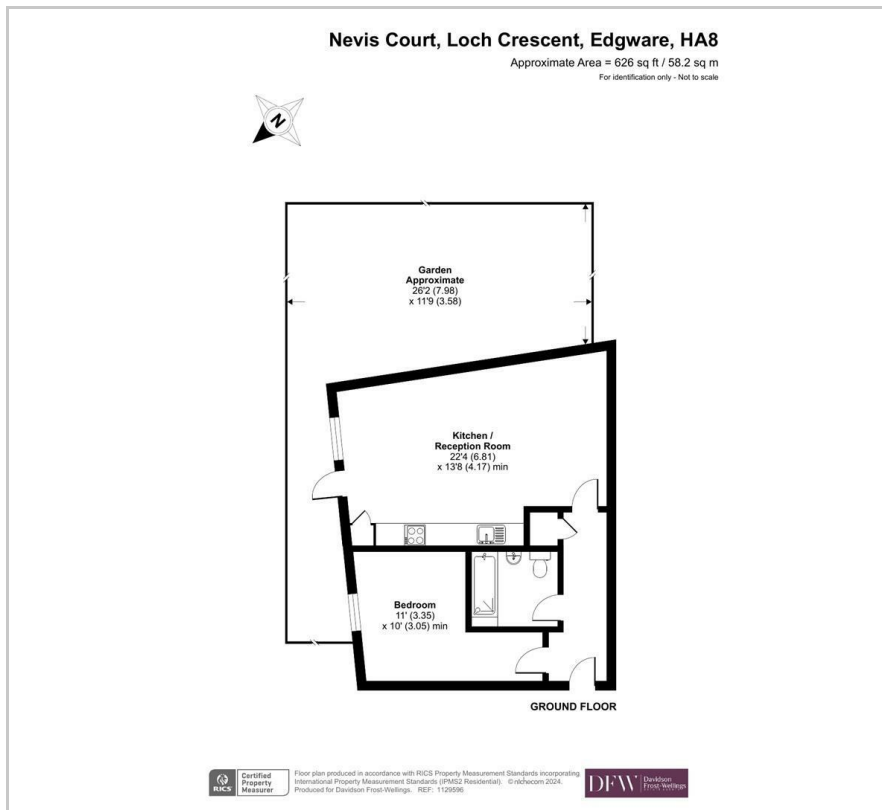 Nevis Court, Loch Crescent, Edgware, HA8
Approximate Area = 626 sq ft / 58.2 sq m
For identification only - Not to scale
N
Garden
Approximate
26'2 (7.98)
x 11'9 (3.58)
Kitchen /
Reception Room
22'4 (6.81)
x 13'8 (4.17) min
Bedroom
11' (3.35)
x 10' (3.05) min
GROUND FLOOR
RICS
Certified
Property
Measurer
Floor plan produced in accordance with RICS Property Measurement Standards incorporating
International Property Measurement Standards (IPMS2 Residential). © nichecom 2024.
Produced for Davidson Frost-Wellings. REF: 1129596
DFW
Davidson
Frost-Wellings